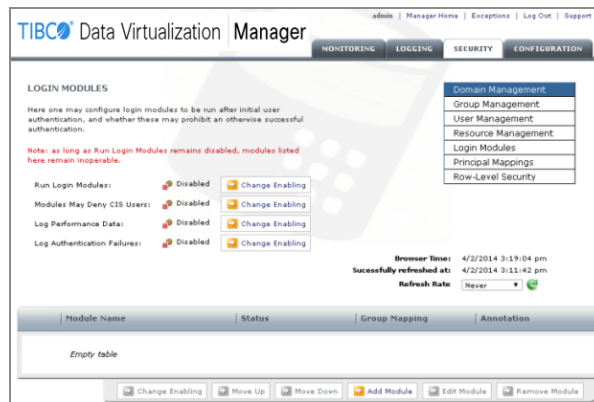 admin | Manager Home | Exceptions | Log Out | Support
TIBCO Data Virtualization | Manager
MONITORING LOGGING SECURITY CONFIGURATION
LOGIN MODULES
Here one may configure login modules to be run after initial user
authentication, and whether these may prohibit an otherwise successful
authentication.
Note: as long as Run Login Modules remains disabled, modules listed
here remain inoperable.
Domain Management
Group Management
User Management
Resource Management
Login Modules
Principal Mappings
Row-Level Security
Run Login Modules: Disabled Change Enabling
Modules May Deny CIS Users: Disabled Change Enabling
Log Performance Data: Disabled Change Enabling
Log Authentication Failures: Disabled Change Enabling
Browser Time: 4/2/2014 3:19:04 pm
Sucessfully refreshed at: 4/2/2014 3:11:42 pm
Refresh Rate Never
Module Name Status Group Mapping Annotation
Empty table
Change Enabling Move Up Move Down Add Module Edit Module Remove Module